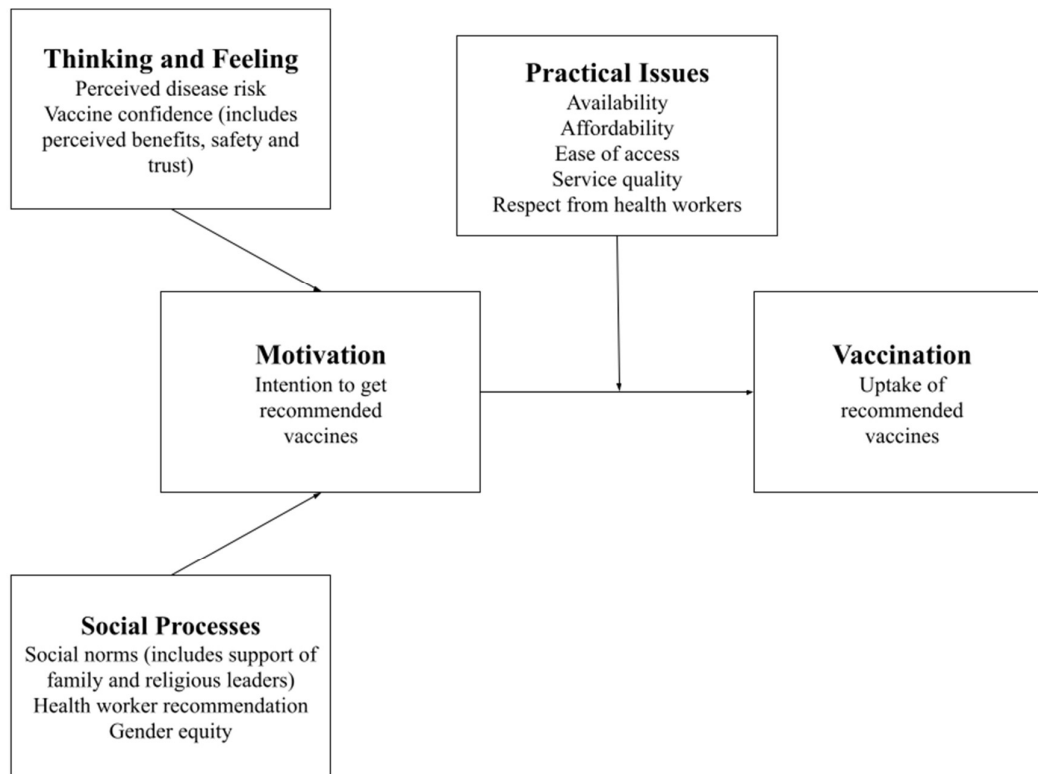 Thinking and Feeling
Perceived disease risk
Vaccine confidence (includes
perceived benefits, safety and
trust)
Practical Issues
Availability
Affordability
Ease of access
Service quality
Respect from health workers
Motivation
Intention to get
recommended
vaccines
Vaccination
Uptake of
recommended
vaccines
Social Processes
Social norms (includes support of
family and religious leaders)
Health worker recommendation
Gender equity